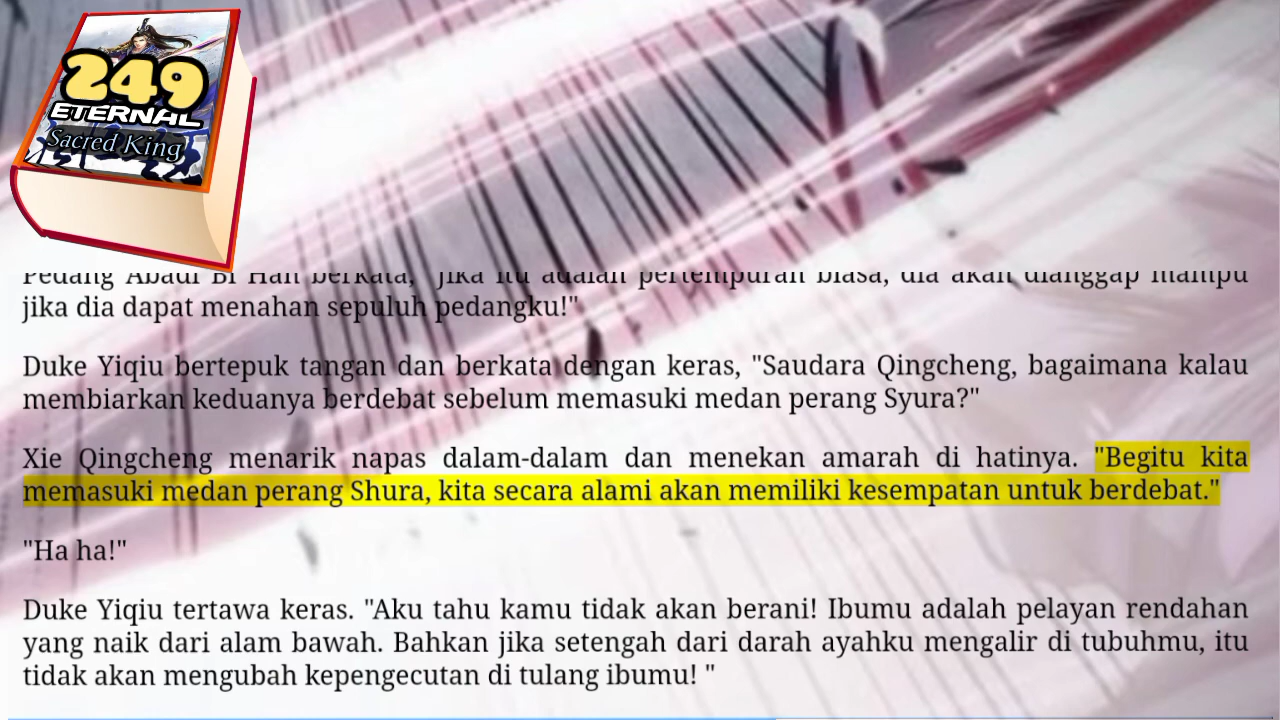 249
ETERNAL
Sacred King
Pedang Abadi Bi Han berkata, "Jika itu adalah pertempuran biasa, dia akan dianggap mampu
jika dia dapat menahan sepuluh pedangku!"
Duke Yiqiu bertepuk tangan dan berkata dengan keras, "Saudara Qingcheng, bagaimana kalau
membiarkan keduanya berdebat sebelum memasuki medan perang Syura?"
Xie Qingcheng menarik napas dalam-dalam dan menekan amarah di hatinya. "Begitu kita
memasuki medan perang Shura, kita secara alami akan memiliki kesempatan untuk berdebat."
"Ha ha!"
Duke Yiqiu tertawa keras. "Aku tahu kamu tidak akan berani! Ibumu adalah pelayan rendahan
yang naik dari alam bawah. Bahkan jika setengah dari darah ayahku mengalir di tubuhmu, itu
tidak akan mengubah kepengecutan di tulang ibumu! "